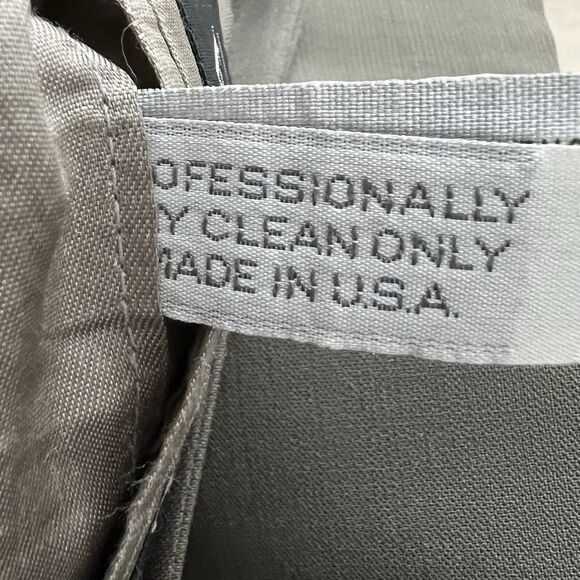 OFESSIONALLY
Y CLEAN ONLY
MADE IN U.S.A.